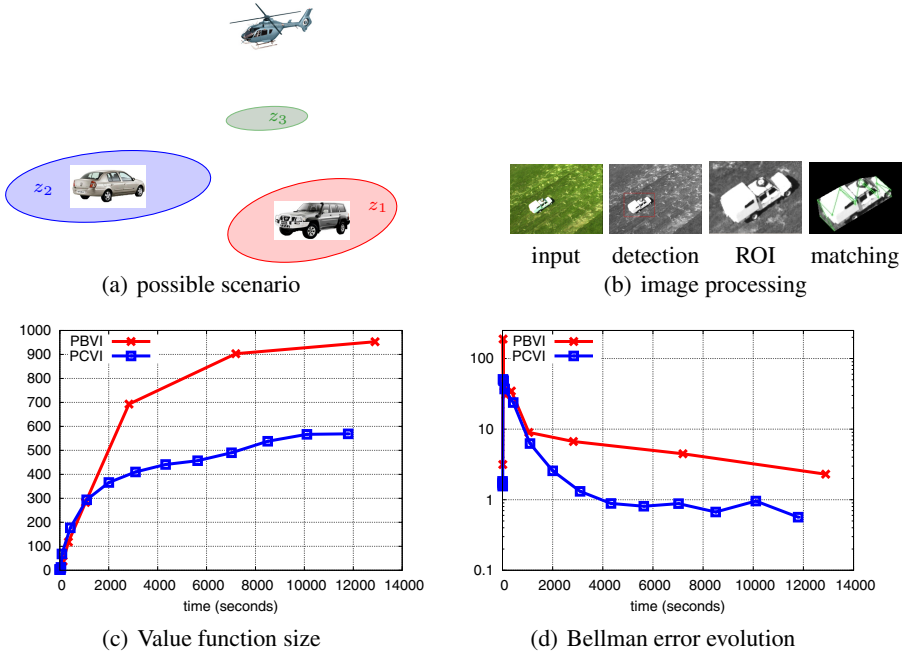 z3
z2
z1
input detection ROI matching
(a) possible scenario
(b) image processing
1000
900
800
700
600
500
400
300
200
100
0
PBVI
PCVI
0 2000 4000 6000 8000 10000 12000 14000
time (seconds)
(c) Value function size
100
10
1
0.1
PBVI
PCVI
0 2000 4000 6000 8000 10000 12000 14000
time (seconds)
(d) Bellman error evolution